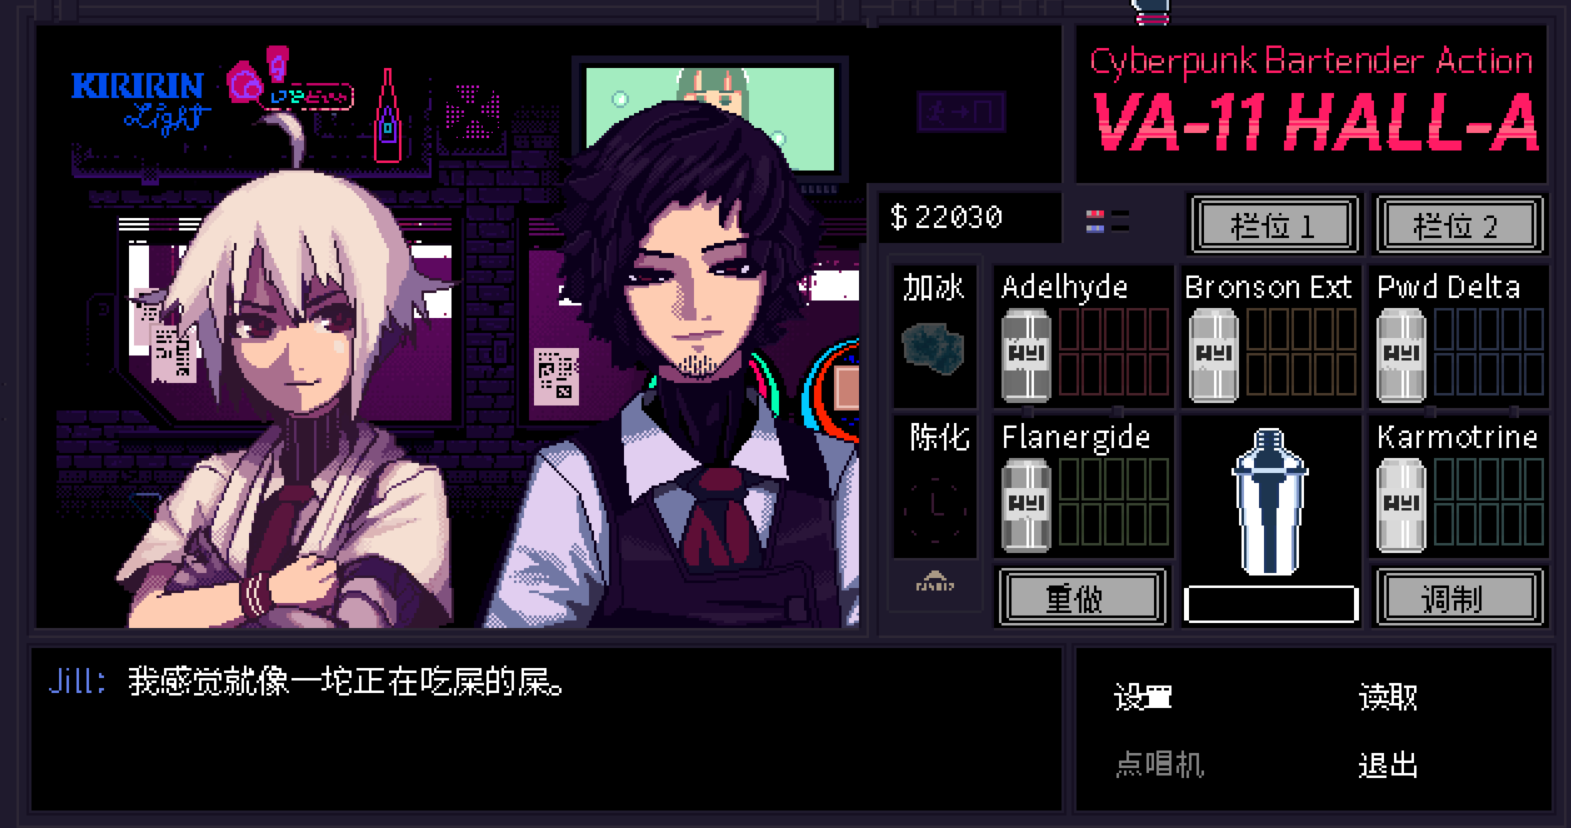 KIRIRIN
Light
Cyberpunk Bartender Action
VA-11 HALL-A
$ 22030
栏位 1
栏位 2
加冰
Adelhyde
Bronson Ext
Pwd Delta
陈化
Flanergide
Karmotrine
重做
调制
Jill: 我感觉就像一坨正在吃屎的屎。
设置
读取
点唱机
退出